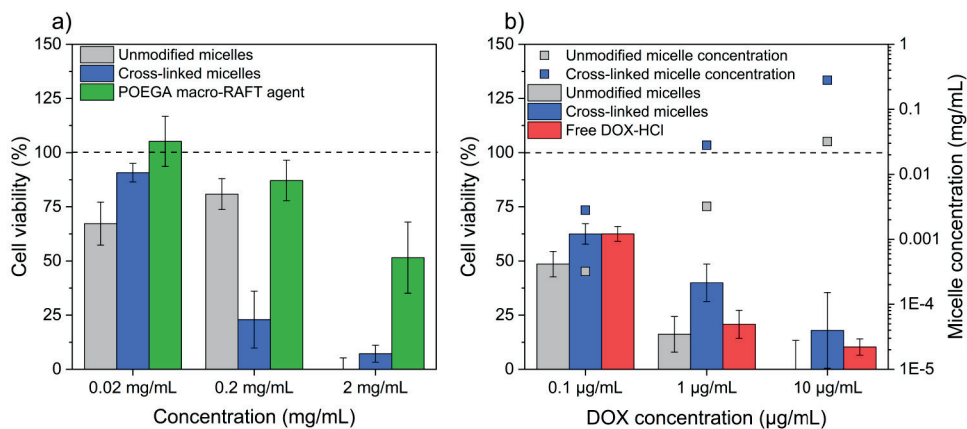 a)
150
125
100
75
50
25
0
Cell viability (%)
Unmodified micelles
Cross-linked micelles
POEGA macro-RAFT agent
0.02 mg/mL
0.2 mg/mL
2 mg/mL
Concentration (mg/mL)
b)
150
125
100
75
50
25
0
Cell viability (%)
Unmodified micelle concentration
Cross-linked micelle concentration
Unmodified micelles
Cross-linked micelles
Free DOX-HCl
0.1 µg/mL
1 µg/mL
10 µg/mL
DOX concentration (µg/mL)
1
0.1
0.01
0.001
1E-4
1E-5
Micelle concentration (mg/mL)